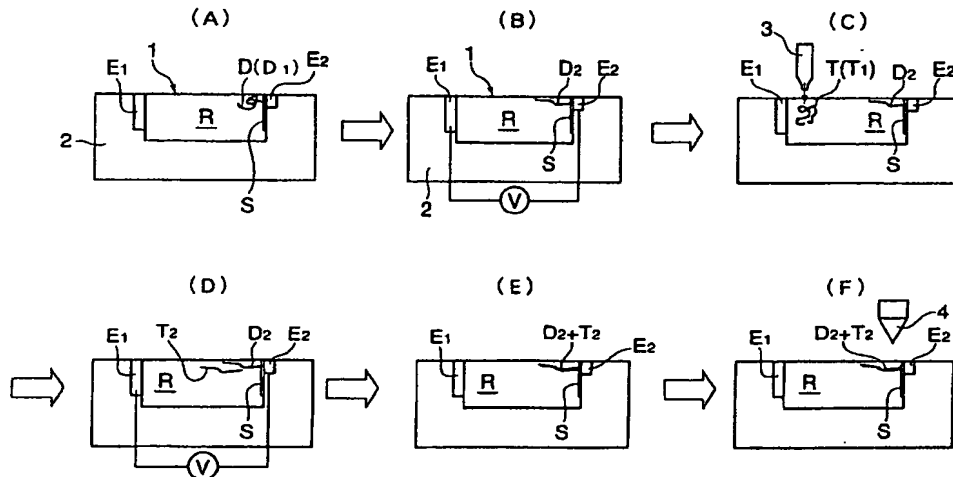 (A)
(B)
(C)
1
E1
D(D1)
E2
R
2
S
1
E1
D2
E2
R
S
2
V
3
E1
T(T1)
D2
E2
R
S
(D)
(E)
(F)
T2
D2
E2
E1
R
S
V
D2+T2
E1
E2
R
S
4
D2+T2
E1
E2
R
S